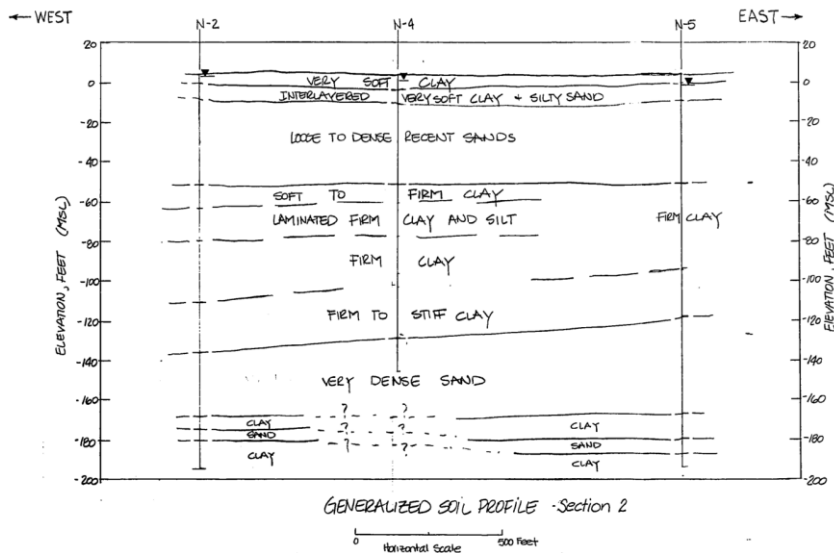 ← WEST N-2 N-4 N-5 EAST →
20 20
0 VERY SOFT CLAY 0
INTERLAYERED VERY SOFT CLAY + SILTY SAND
-20 -20
LOOSE TO DENSE RECENT SANDS
-40 -40
SOFT TO FIRM CLAY
-60 -60
LAMINATED FIRM CLAY AND SILT FIRM CLAY
-80 -80
FIRM CLAY
-100 -100
FIRM TO STIFF CLAY
-120 -120
-140 -140
VERY DENSE SAND
-160 -160
? ?
CLAY ? ? CLAY
SAND
-180 ? ? SAND -180
CLAY CLAY
-200 -200
ELEVATION, FEET (MSL)
ELEVATION, FEET (MSL)
GENERALIZED SOIL PROFILE - Section 2
0 500 Feet
Horizontal Scale